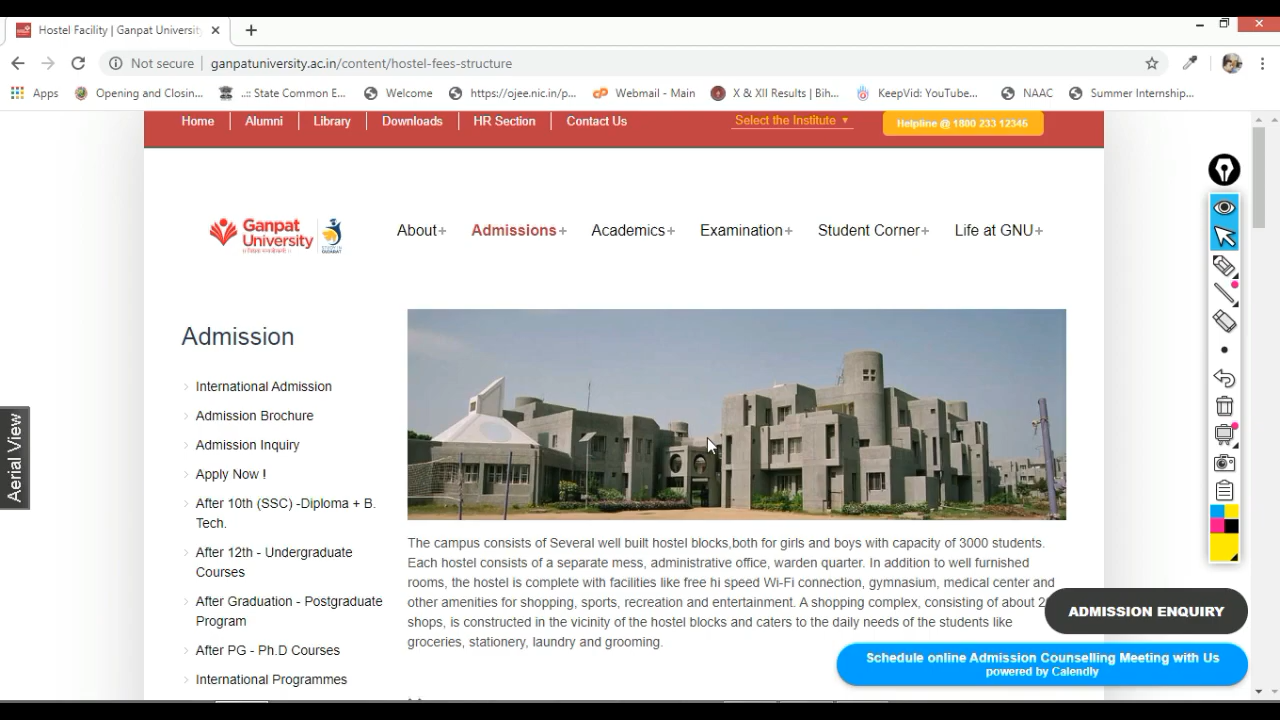 Hostel Facility | Ganpat University
Not secure | ganpatuniversity.ac.in/content/hostel-fees-structure
Apps Opening and Closin... ..:: State Common E... Welcome https://ojee.nic.in/p... Webmail - Main X & XII Results | Bih... KeepVid: YouTube... NAAC Summer Internship...
Home Alumni Library Downloads HR Section Contact Us Select the Institute Helpline @ 1800 233 12345
Ganpat
University
About+ Admissions+ Academics+ Examination+ Student Corner+ Life at GNU+
Admission
International Admission
Admission Brochure
Admission Inquiry
Apply Now !
After 10th (SSC) -Diploma + B.
Tech.
After 12th - Undergraduate
Courses
After Graduation - Postgraduate
Program
After PG - Ph.D Courses
International Programmes
Aerial View
The campus consists of Several well built hostel blocks,both for girls and boys with capacity of 3000 students.
Each hostel consists of a separate mess, administrative office, warden quarter. In addition to well furnished
rooms, the hostel is complete with facilities like free hi speed Wi-Fi connection, gymnasium, medical center and
other amenities for shopping, sports, recreation and entertainment. A shopping complex, consisting of about
shops, is constructed in the vicinity of the hostel blocks and caters to the daily needs of the students like
groceries, stationery, laundry and grooming.
ADMISSION ENQUIRY
Schedule online Admission Counselling Meeting with Us
powered by Calendly